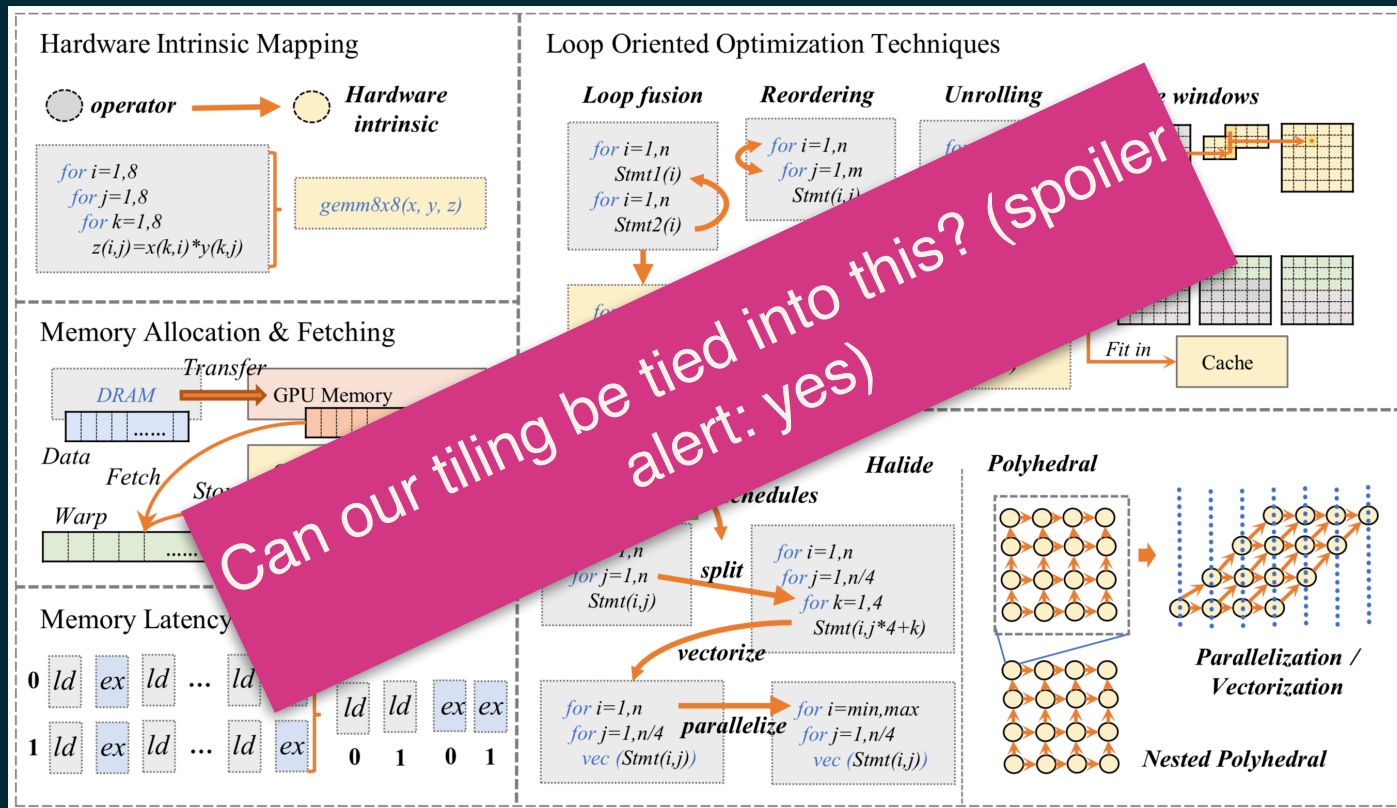 Hardware Intrinsic Mapping
operator
Hardware
intrinsic
for i=1,8
for j=1,8
for k=1,8
z(i,j)=x(k,i)*y(k,j)
gemm8x8(x, y, z)
Memory Allocation & Fetching
Transfer
DRAM
GPU Memory
......
Data
Fetch
Warp
......
Memory Latency
0 ld ex ld ... ld
1 ld ex ld ... ld ex
ld ld ex ex
0 1 0 1
Loop Oriented Optimization Techniques
Loop fusion
Reordering
Unrolling
windows
for i=1,n
Stmt1(i)
for i=1,n
Stmt2(i)
for i=1,n
for j=1,m
Stmt(i,j)
Fit in
Cache
Can our tiling be tied into this? (spoiler
alert: yes)
Halide
for j=1,n
Stmt(i,j)
split
for i=1,n
for j=1,n/4
for k=1,4
Stmt(i,j*4+k)
vectorize
for i=1,n
for j=1,n/4
vec (Stmt(i,j))
parallelize
for i=min,max
for j=1,n/4
vec (Stmt(i,j))
Polyhedral
Parallelization /
Vectorization
Nested Polyhedral